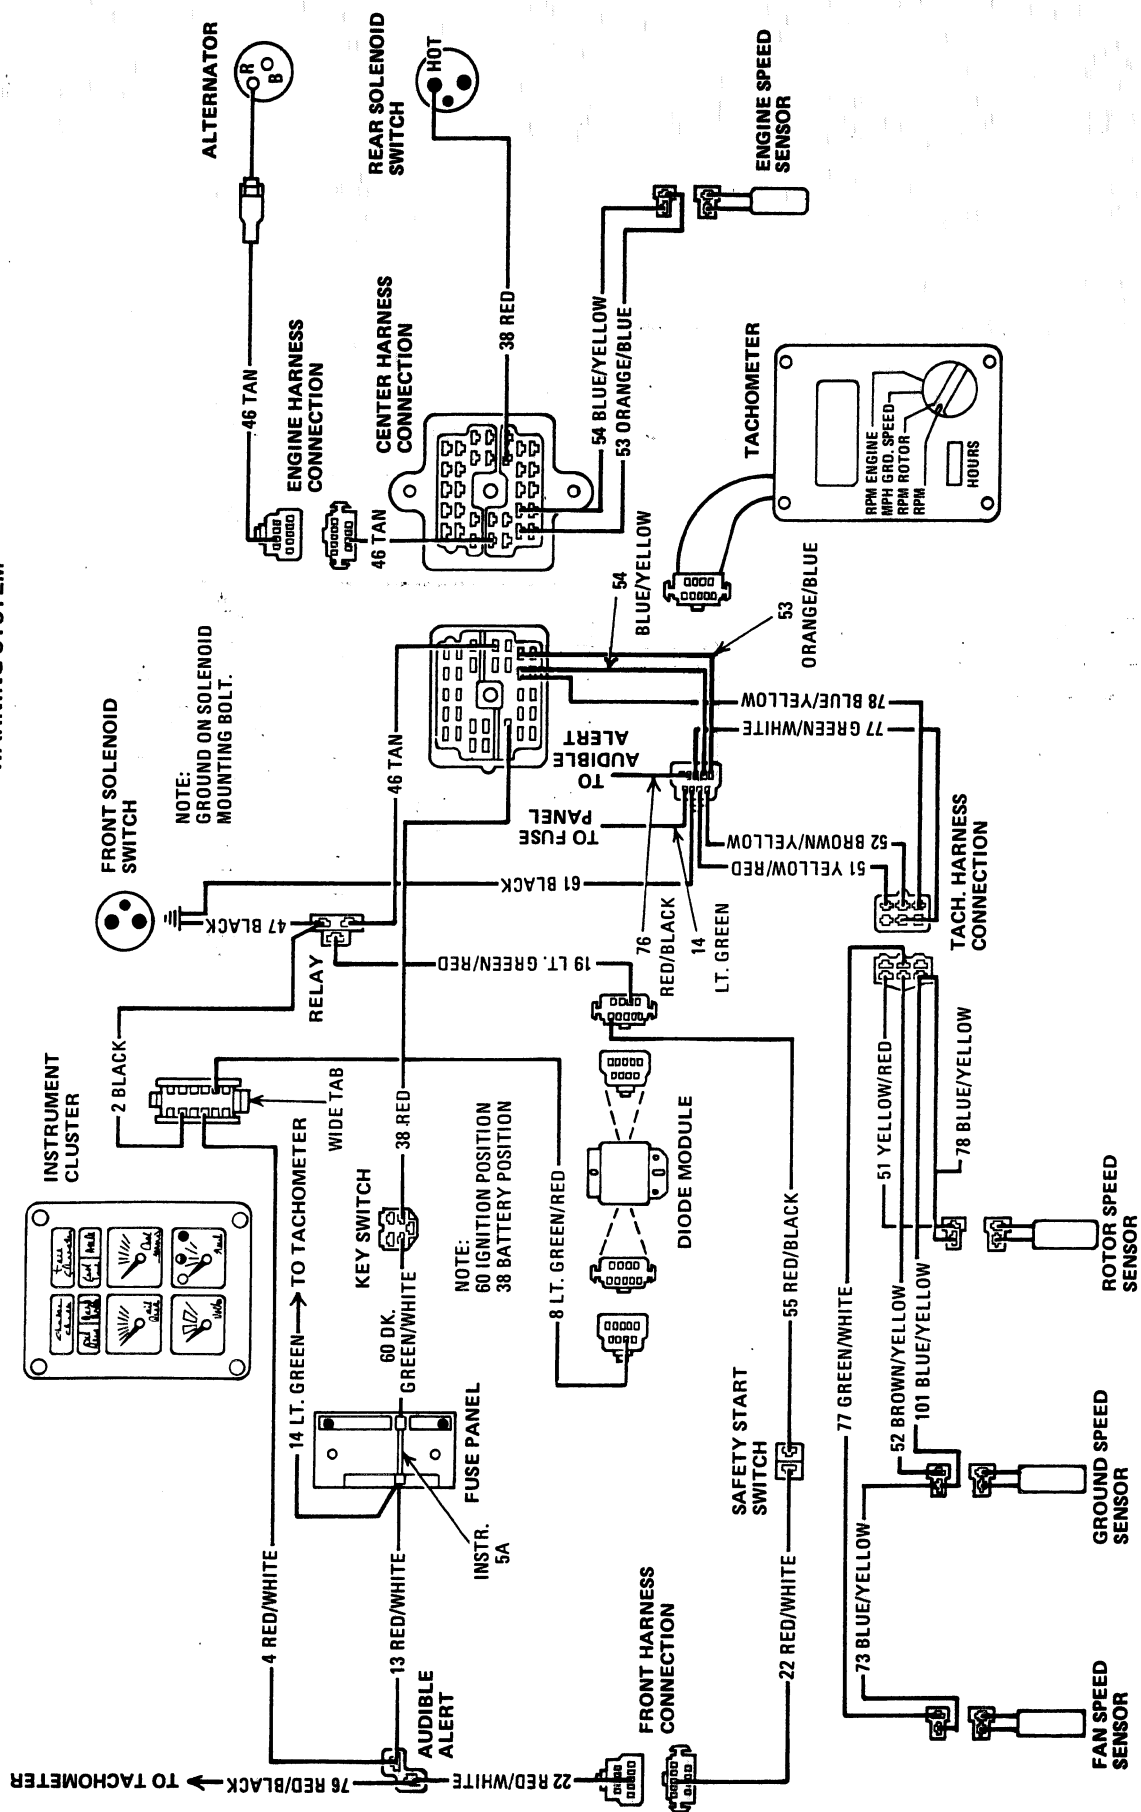 WARNING SYSTEM
ALTERNATOR
R
B
REAR SOLENOID
SWITCH
HOT
ENGINE SPEED
SENSOR
46 TAN
ENGINE HARNESS
CONNECTION
CENTER HARNESS
CONNECTION
38 RED
54 BLUE/YELLOW
53 ORANGE/BLUE
46 TAN
TACHOMETER
RPM ENGINE
MPH GRD. SPEED
RPM ROTOR
RPM
HOURS
FRONT SOLENOID
SWITCH
NOTE:
GROUND ON SOLENOID
MOUNTING BOLT.
46 TAN
54
BLUE/YELLOW
53
ORANGE/BLUE
78 BLUE/YELLOW
77 GREEN/WHITE
TO
AUDIBLE
ALERT
TO FUSE
PANEL
52 BROWN/YELLOW
51 YELLOW/RED
61 BLACK
47 BLACK
RELAY
19 LT. GREEN/RED
76
RED/BLACK
14
LT. GREEN
TACH. HARNESS
CONNECTION
INSTRUMENT
CLUSTER
2 BLACK
WIDE TAB
38 RED
KEY SWITCH
NOTE:
60 IGNITION POSITION
38 BATTERY POSITION
DIODE MODULE
8 LT. GREEN/RED
55 RED/BLACK
51 YELLOW/RED
78 BLUE/YELLOW
ROTOR SPEED
SENSOR
14 LT. GREEN
TO TACHOMETER
60 DK.
GREEN/WHITE
FUSE PANEL
INSTR.
5A
SAFETY START
SWITCH
77 GREEN/WHITE
52 BROWN/YELLOW
101 BLUE/YELLOW
GROUND SPEED
SENSOR
4 RED/WHITE
13 RED/WHITE
AUDIBLE
ALERT
FRONT HARNESS
CONNECTION
22 RED/WHITE
73 BLUE/YELLOW
FAN SPEED
SENSOR
TO TACHOMETER
76 RED/BLACK
22 RED/WHITE